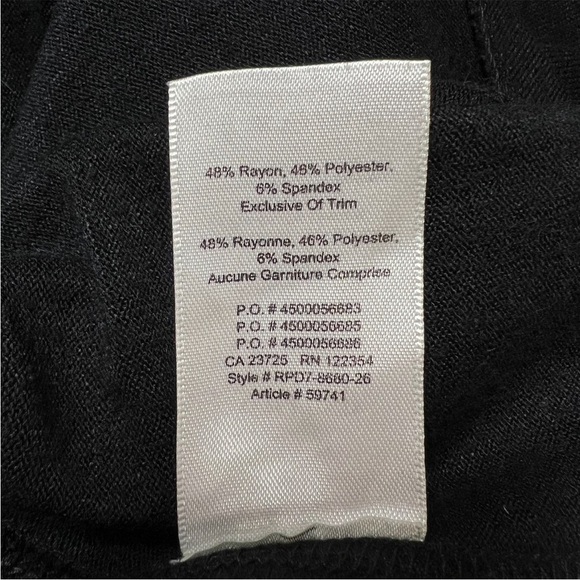 48% Rayon, 46% Polyester,
6% Spandex
Exclusive Of Trim
48% Rayonne, 46% Polyester,
6% Spandex
Aucune Garniture Comprise
P.O. # 4500056683
P.O. # 4500056685
P.O. # 4500056686
CA 23725 RN 122354
Style # RPD7-8660-26
Article # 59741